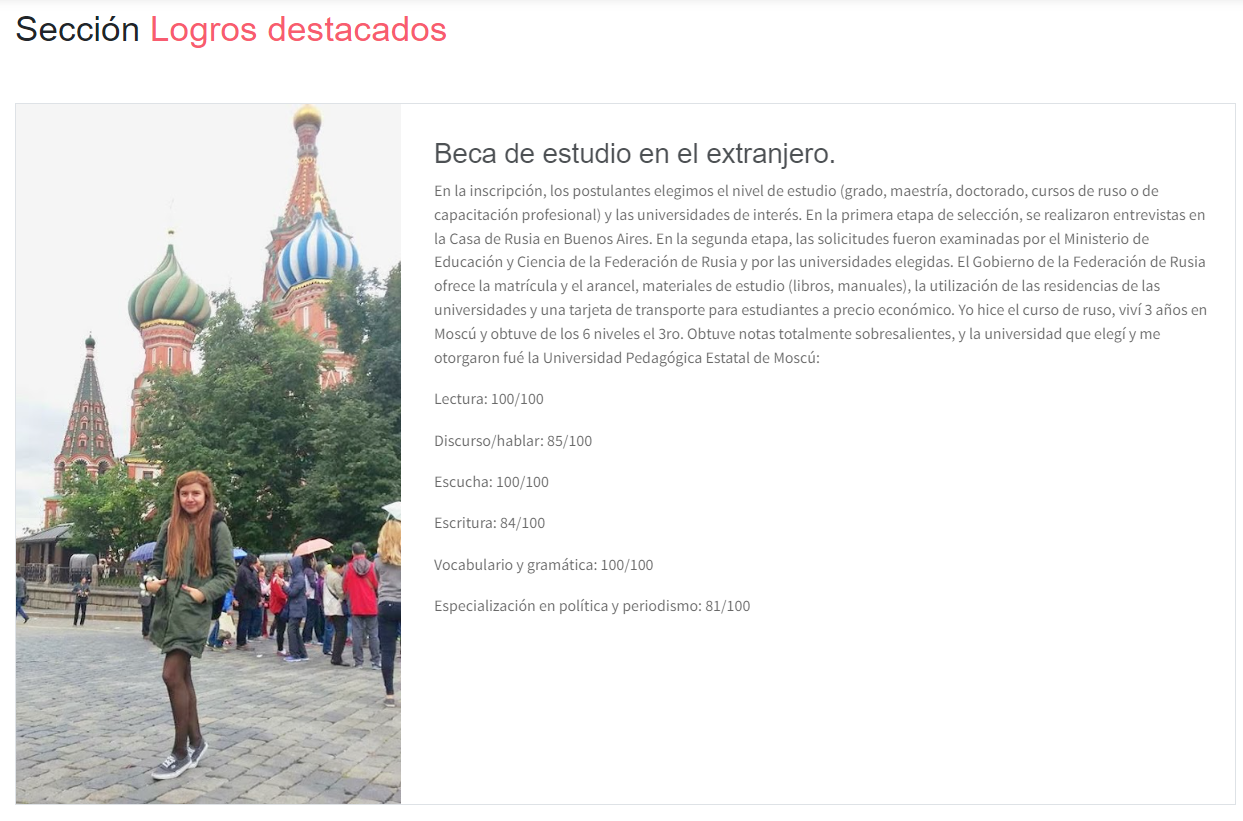 Sección Logros destacados
Beca de estudio en el extranjero.
En la inscripción, los postulantes elegimos el nivel de estudio (grado, maestría, doctorado, cursos de ruso o de
capacitación profesional) y las universidades de interés. En la primera etapa de selección, se realizaron entrevistas en
la Casa de Rusia en Buenos Aires. En la segunda etapa, las solicitudes fueron examinadas por el Ministerio de
Educación y Ciencia de la Federación de Rusia y por las universidades elegidas. El Gobierno de la Federación de Rusia
ofrece la matrícula y el arancel, materiales de estudio (libros, manuales), la utilización de las residencias de las
universidades y una tarjeta de transporte para estudiantes a precio económico. Yo hice el curso de ruso, viví 3 años en
Moscú y obtuve de los 6 niveles el 3ro. Obtuve notas totalmente sobresalientes, y la universidad que elegí y me
otorgaron fué la Universidad Pedagógica Estatal de Moscú:
Lectura: 100/100
Discurso/hablar: 85/100
Escucha: 100/100
Escritura: 84/100
Vocabulario y gramática: 100/100
Especialización en política y periodismo: 81/100